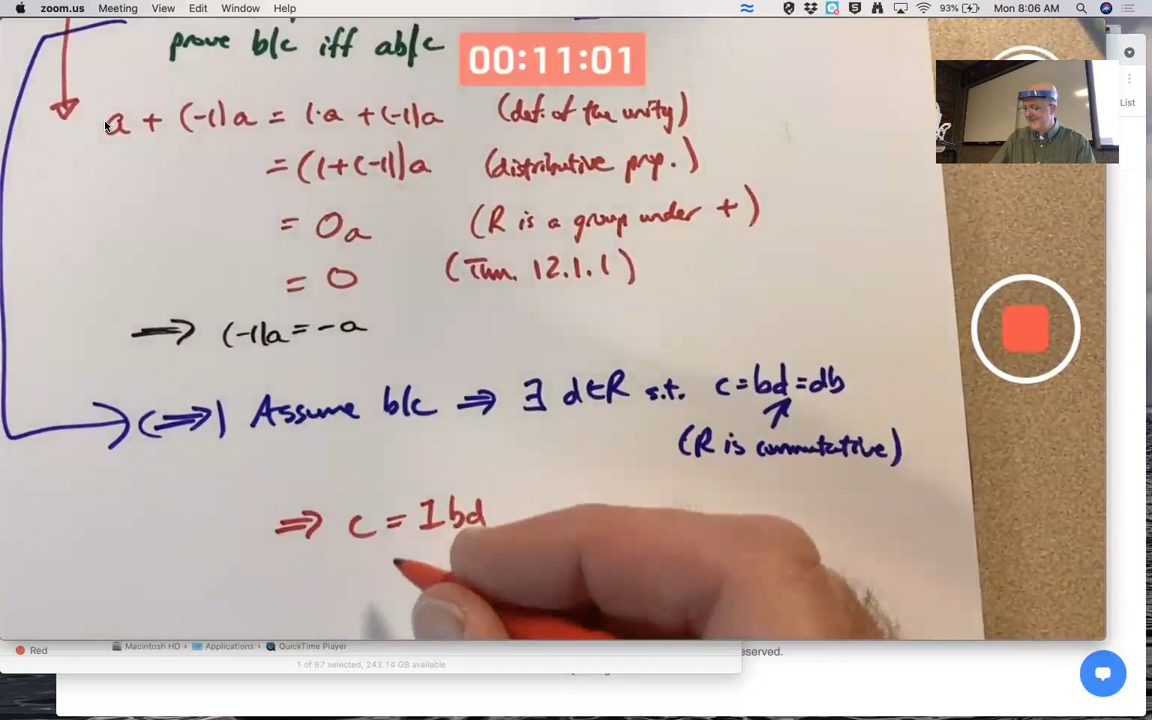 zoom.us Meeting View Edit Window Help 93% Mon 8:06 AM
prove b|c iff ab|c
00:11:01
a + (-1)a = 1·a + (-1)a (def. of the unity)
= (1+(-1))a (distributive prop.)
= 0a (R is a group under +)
= 0 (Thm. 12.1.1)
⟹ (-1)a = -a
List
(⟹) Assume b|c ⟹ ∃ d∈R s.t. c = bd = db
(R is commutative)
⟹ c = 1bd
Red Macintosh HD › Applications › QuickTime Player
1 of 87 selected, 243.14 GB available
served.